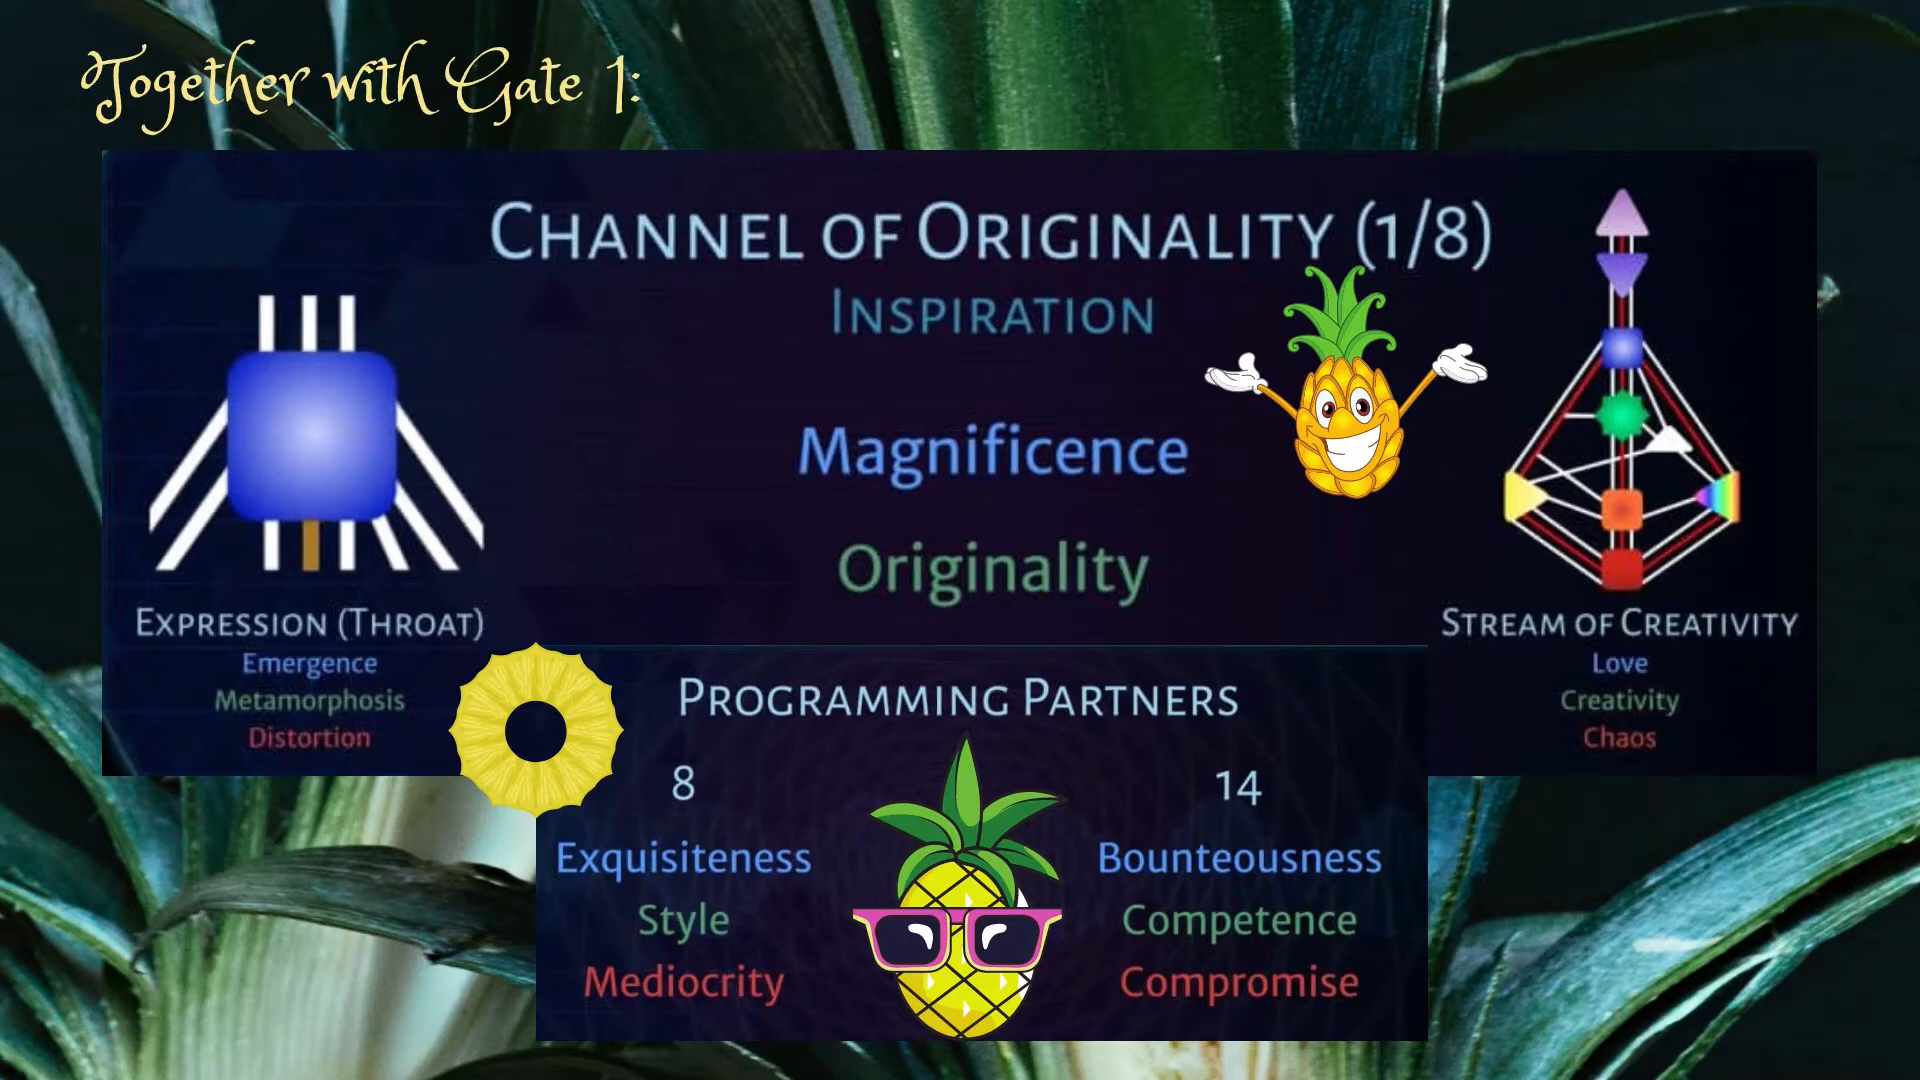 Together with Gate 1:
Channel of Originality (1/8)
Inspiration
Magnificence
Originality
Expression (Throat)
Emergence
Metamorphosis
Distortion
Stream of Creativity
Love
Creativity
Chaos
Programming Partners
8
Exquisiteness
Style
Mediocrity
14
Bounteousness
Competence
Compromise